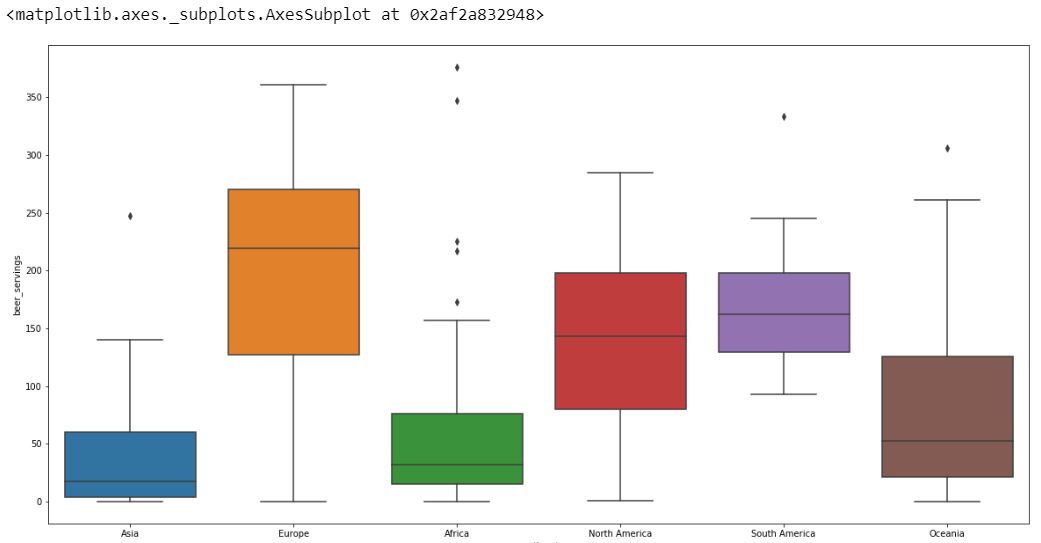 <matplotlib.axes._subplots.AxesSubplot at 0x2af2a832948>
350
300
250
200
150
100
50
0
beer_servings
Asia Europe Africa North America South America Oceania